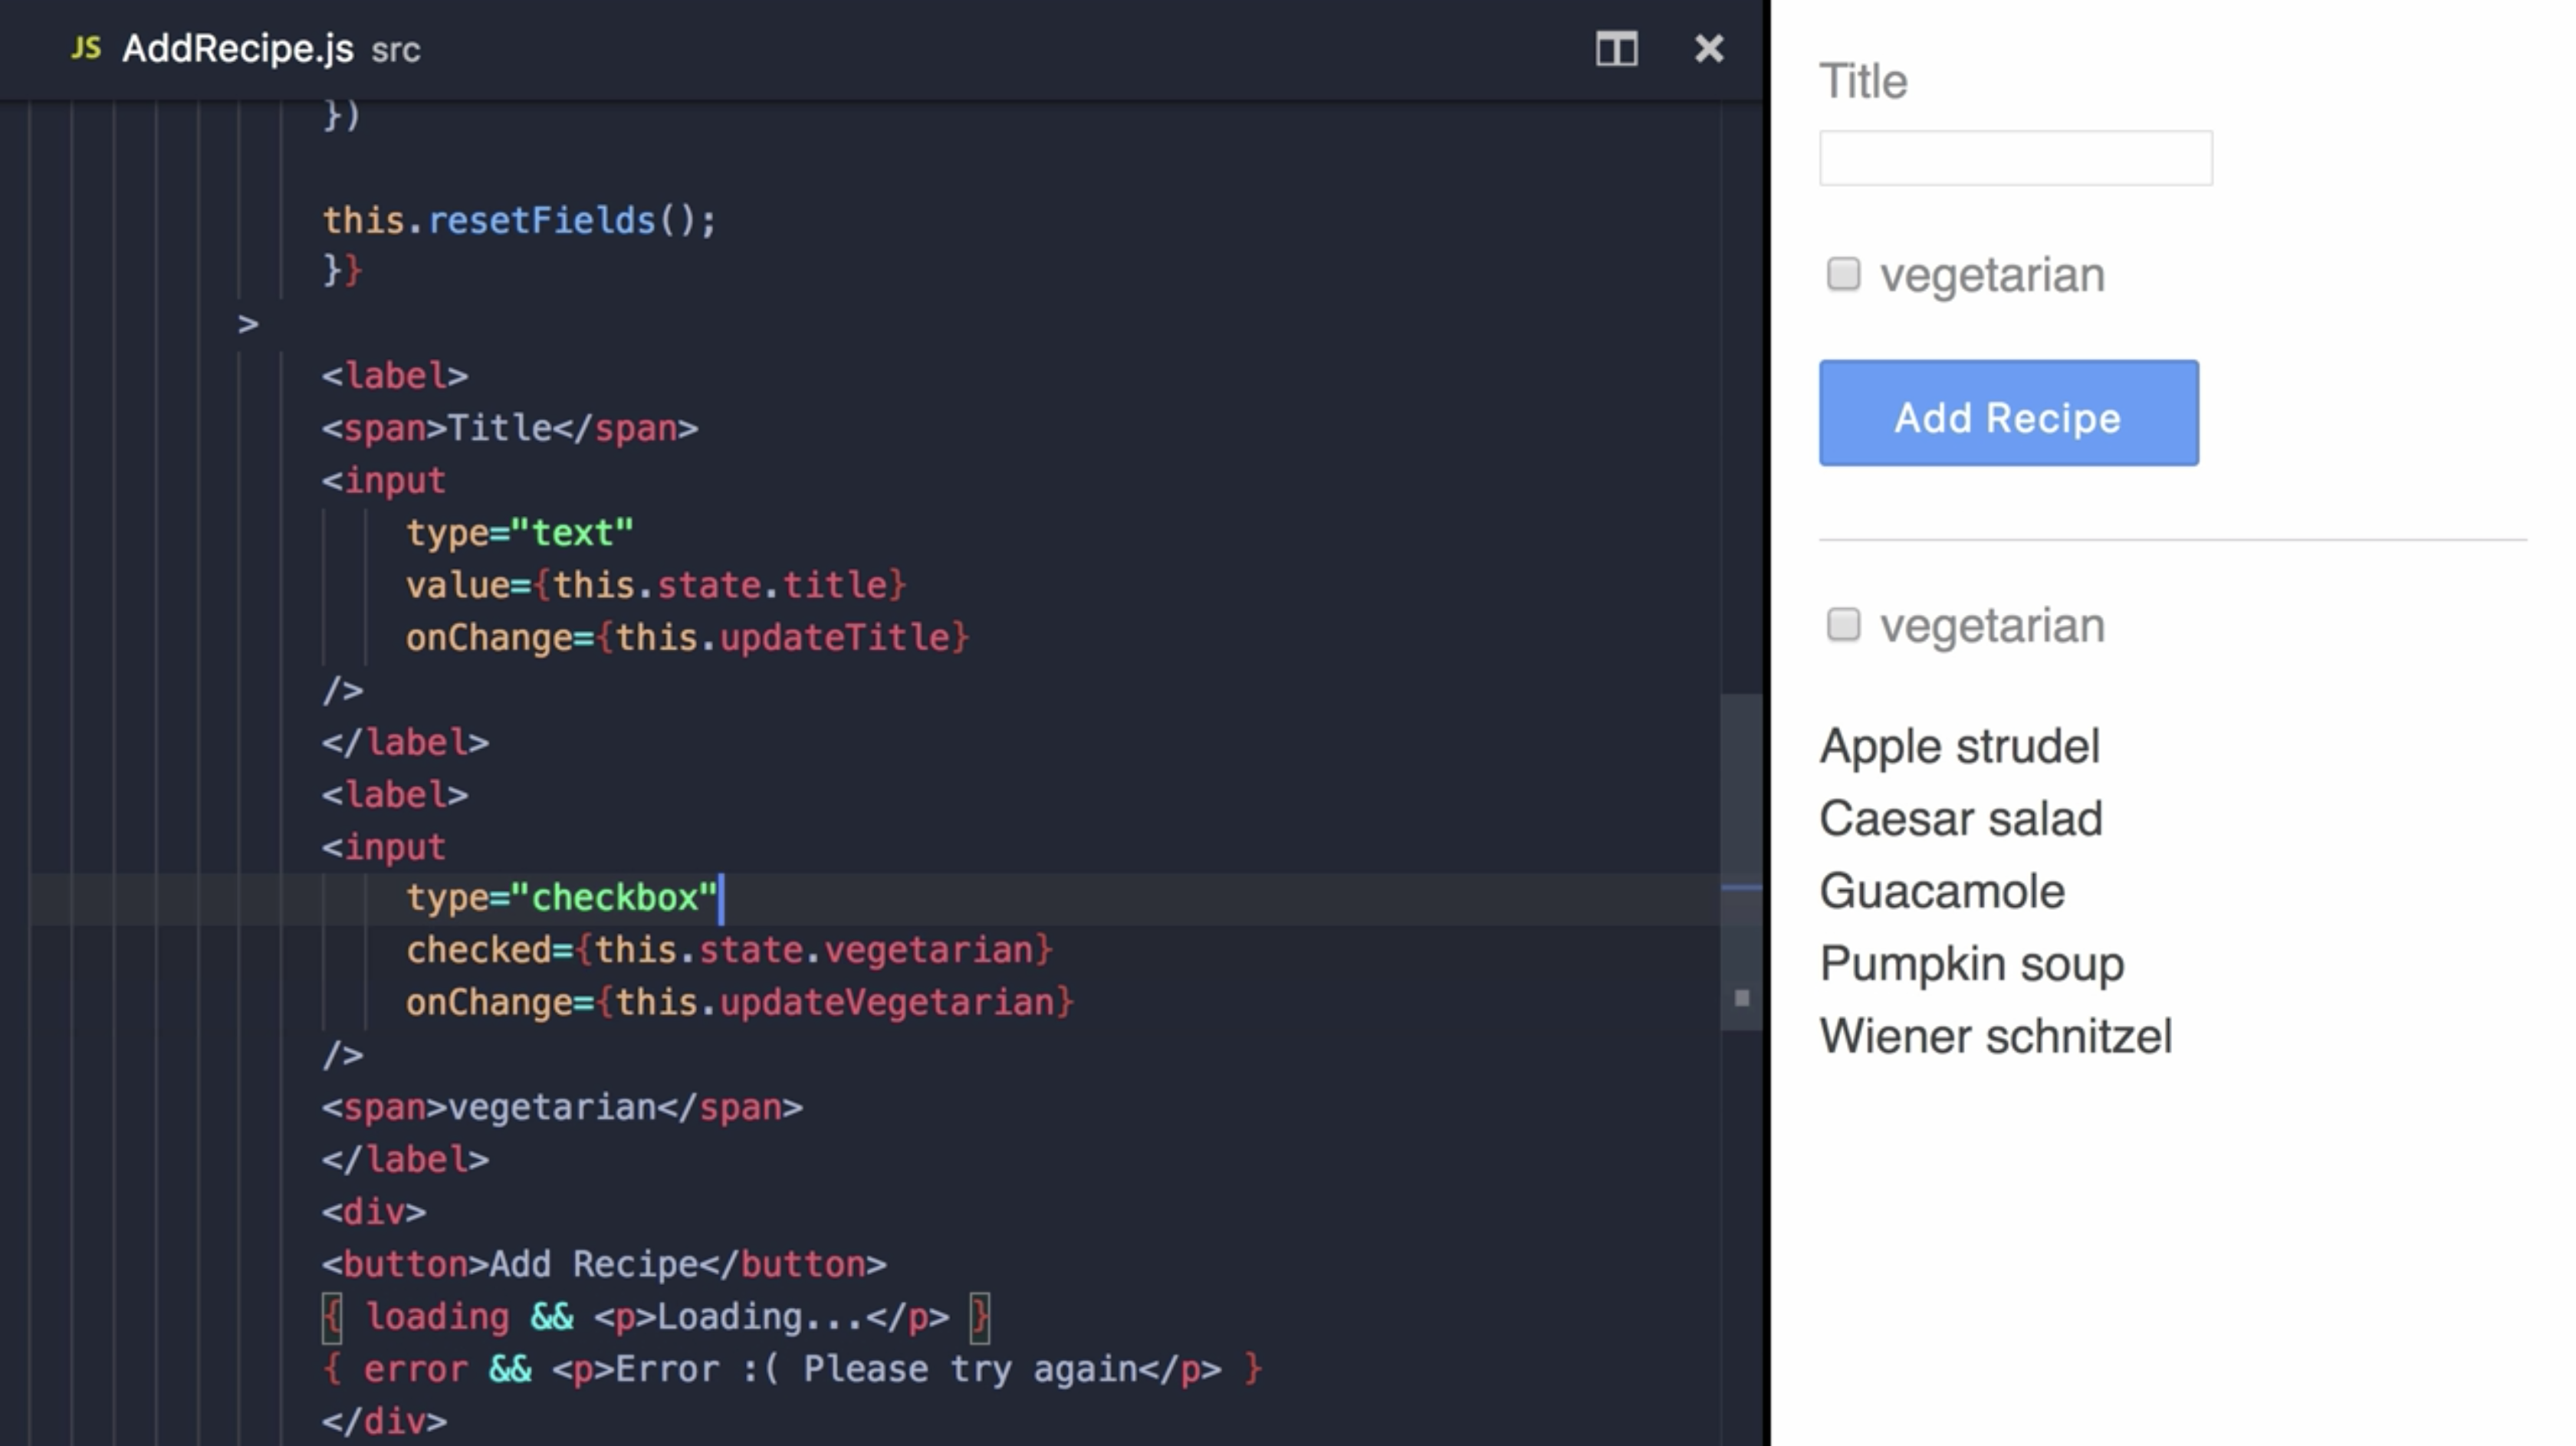 JS AddRecipe.js src
})
this.resetFields();
}}
>
<label>
<span>Title</span>
<input
type="text"
value={this.state.title}
onChange={this.updateTitle}
/>
</label>
<label>
<input
type="checkbox"
checked={this.state.vegetarian}
onChange={this.updateVegetarian}
/>
<span>vegetarian</span>
</label>
<div>
<button>Add Recipe</button>
{ loading && <p>Loading...</p> }
{ error && <p>Error :( Please try again</p> }
</div>
Title
vegetarian
Add Recipe
vegetarian
Apple strudel
Caesar salad
Guacamole
Pumpkin soup
Wiener schnitzel